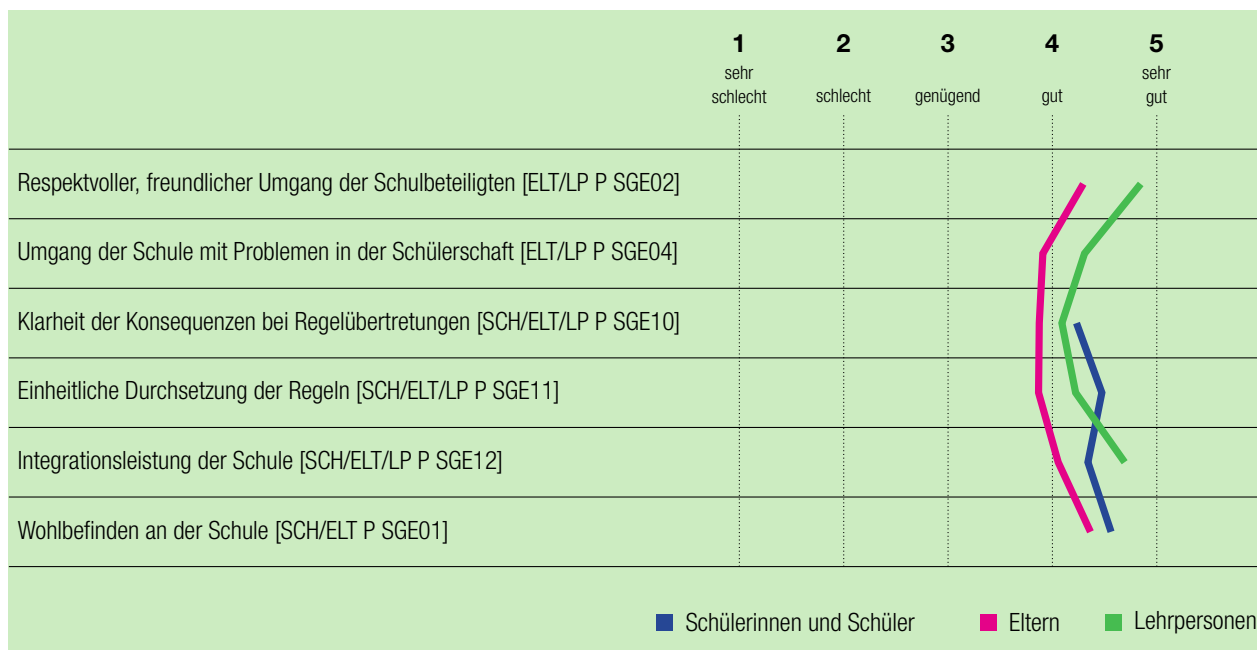 1 2 3 4 5
sehr schlecht schlecht genügend gut sehr gut
Respektvoller, freundlicher Umgang der Schulbeteiligten [ELT/LP P SGE02]
Umgang der Schule mit Problemen in der Schülerschaft [ELT/LP P SGE04]
Klarheit der Konsequenzen bei Regelübertretungen [SCH/ELT/LP P SGE10]
Einheitliche Durchsetzung der Regeln [SCH/ELT/LP P SGE11]
Integrationsleistung der Schule [SCH/ELT/LP P SGE12]
Wohlbefinden an der Schule [SCH/ELT P SGE01]
Schülerinnen und Schüler Eltern Lehrpersonen